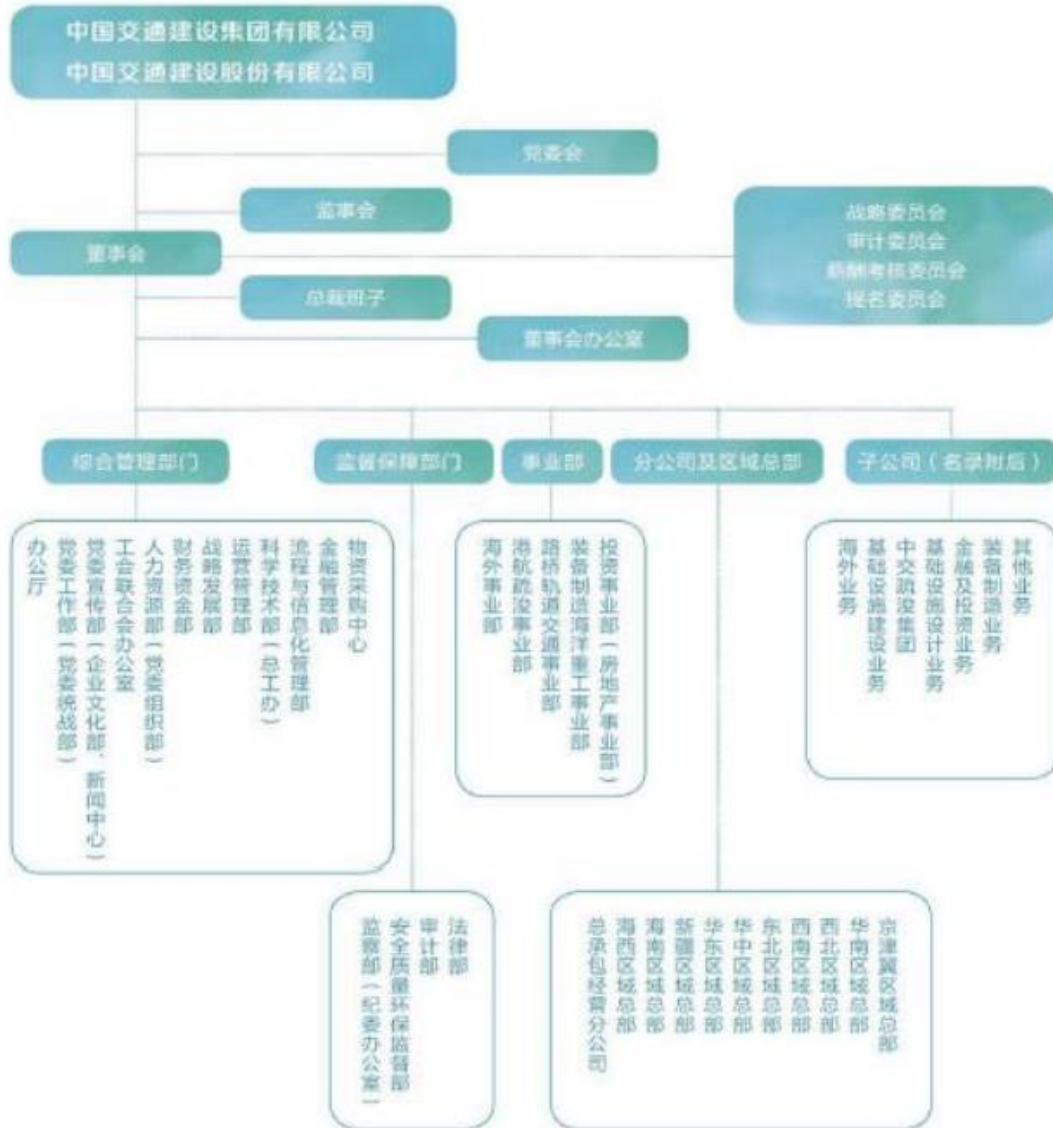 中国交通建设集团有限公司
中国交通建设股份有限公司
党委会
监事会
董事会
战略委员会
审计委员会
薪酬考核委员会
提名委员会
总裁班子
董事会办公室
综合管理部门
监督保障部门
事业部
分公司及区域总部
子公司（名录附后）
办公厅
党委工作部（党委统战部）
党委宣传部（企业文化部、新闻中心）
工会联合会办公室
人力资源部（党委组织部）
财务资金部
战略发展部
运营管理部
科学技术部（总工办）
流程与信息化管理部
金融管理部
物资采购中心
海外事业部
港航疏浚事业部
路桥轨道交通事业部
装备制造海洋重工事业部
投资事业部（房地产事业部）
海外业务
基础设施建设业务
中交疏浚集团
基础设施设计业务
金融及投资业务
装备制造业务
其他业务
监察部（纪委办公室）
安全质量环保监督部
审计部
法律部
总承包经营分公司
海西区域总部
海南区域总部
新疆区域总部
华东区域总部
华中区域总部
东北区域总部
西南区域总部
西北区域总部
华南区域总部
京津冀区域总部